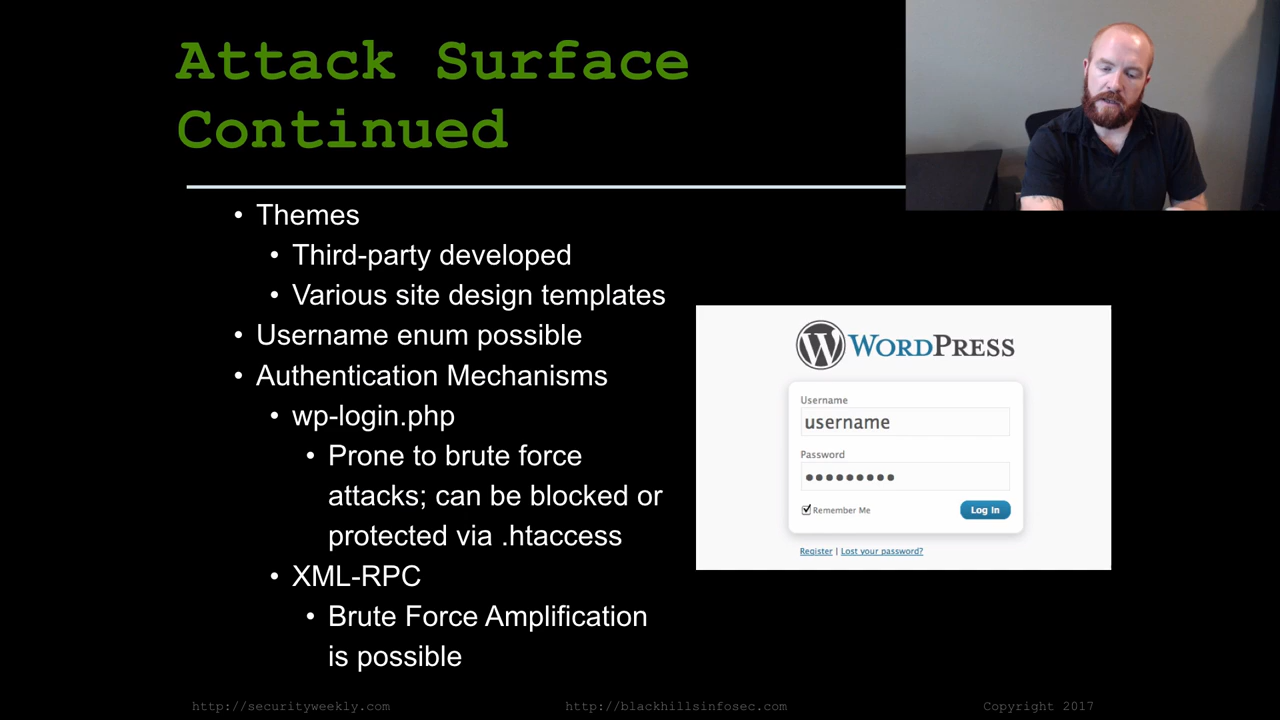 Attack Surface
Continued
• Themes
• Third-party developed
• Various site design templates
• Username enum possible
• Authentication Mechanisms
• wp-login.php
• Prone to brute force
attacks; can be blocked or
protected via .htaccess
• XML-RPC
• Brute Force Amplification
is possible
WORDPRESS
Username
username
Password
•••••••••
Remember Me
Log In
Register | Lost your password?
http://securityweekly.com
http://blackhillsinfosec.com
Copyright 2017